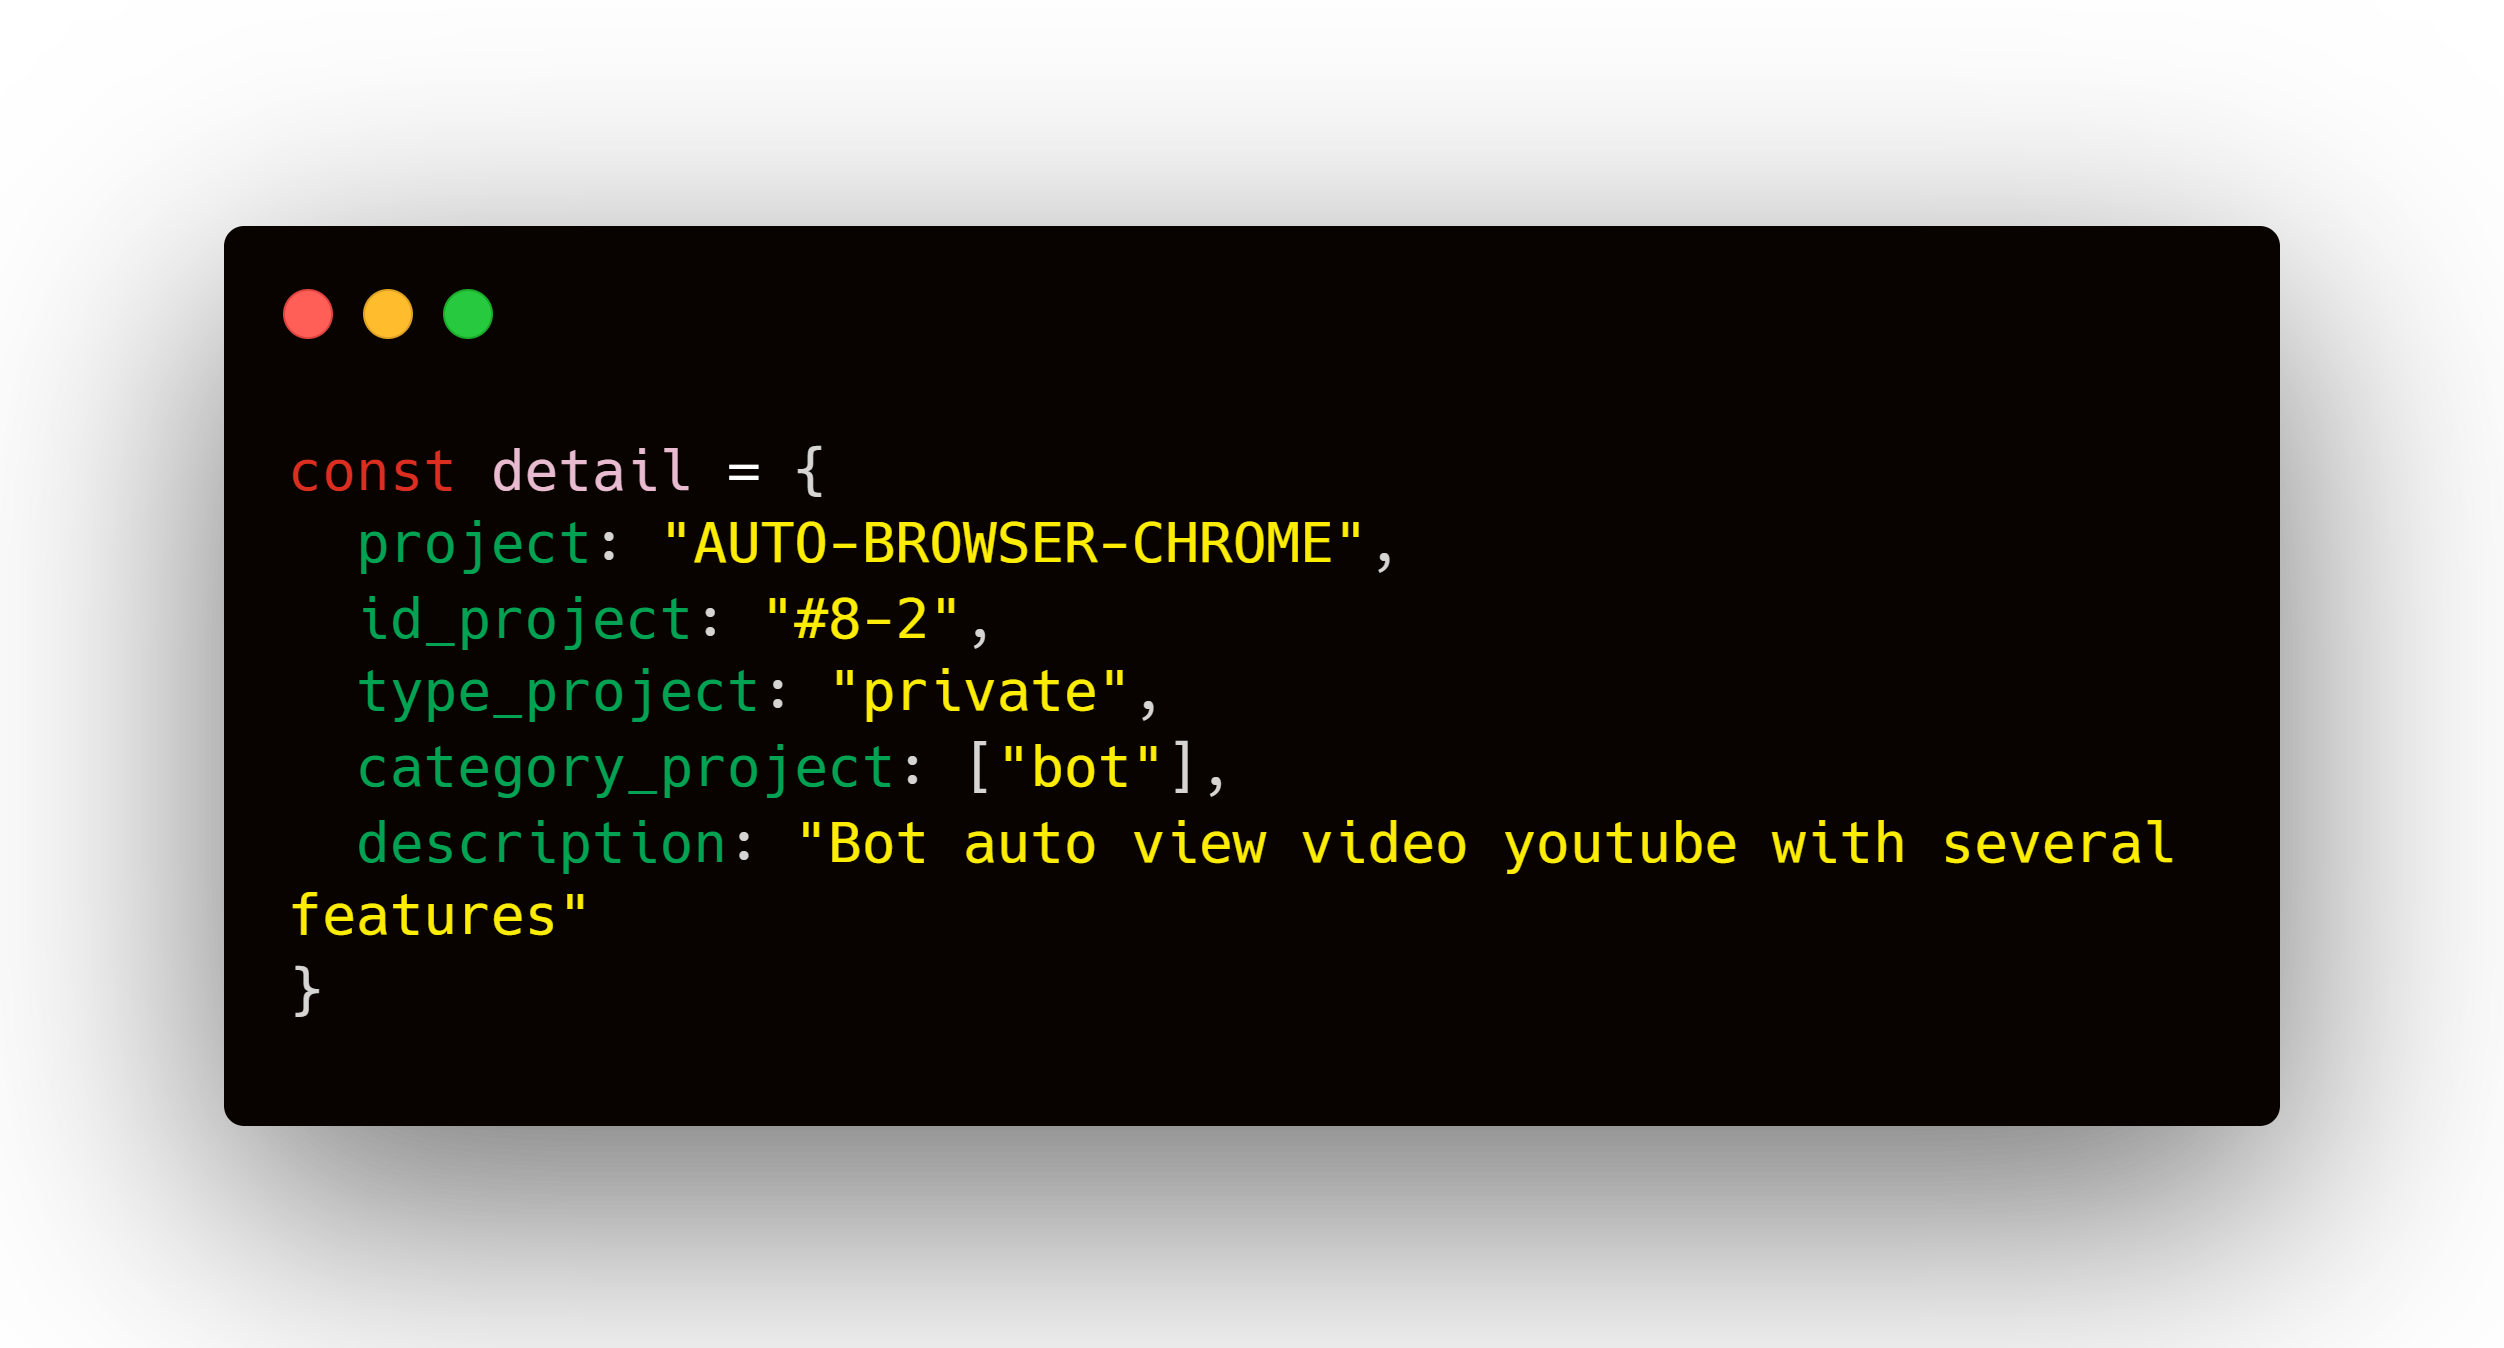 const detail = {
  project: "AUTO-BROWSER-CHROME",
  id_project: "#8-2",
  type_project: "private",
  category_project: ["bot"],
  description: "Bot auto view video youtube with several
features"
}